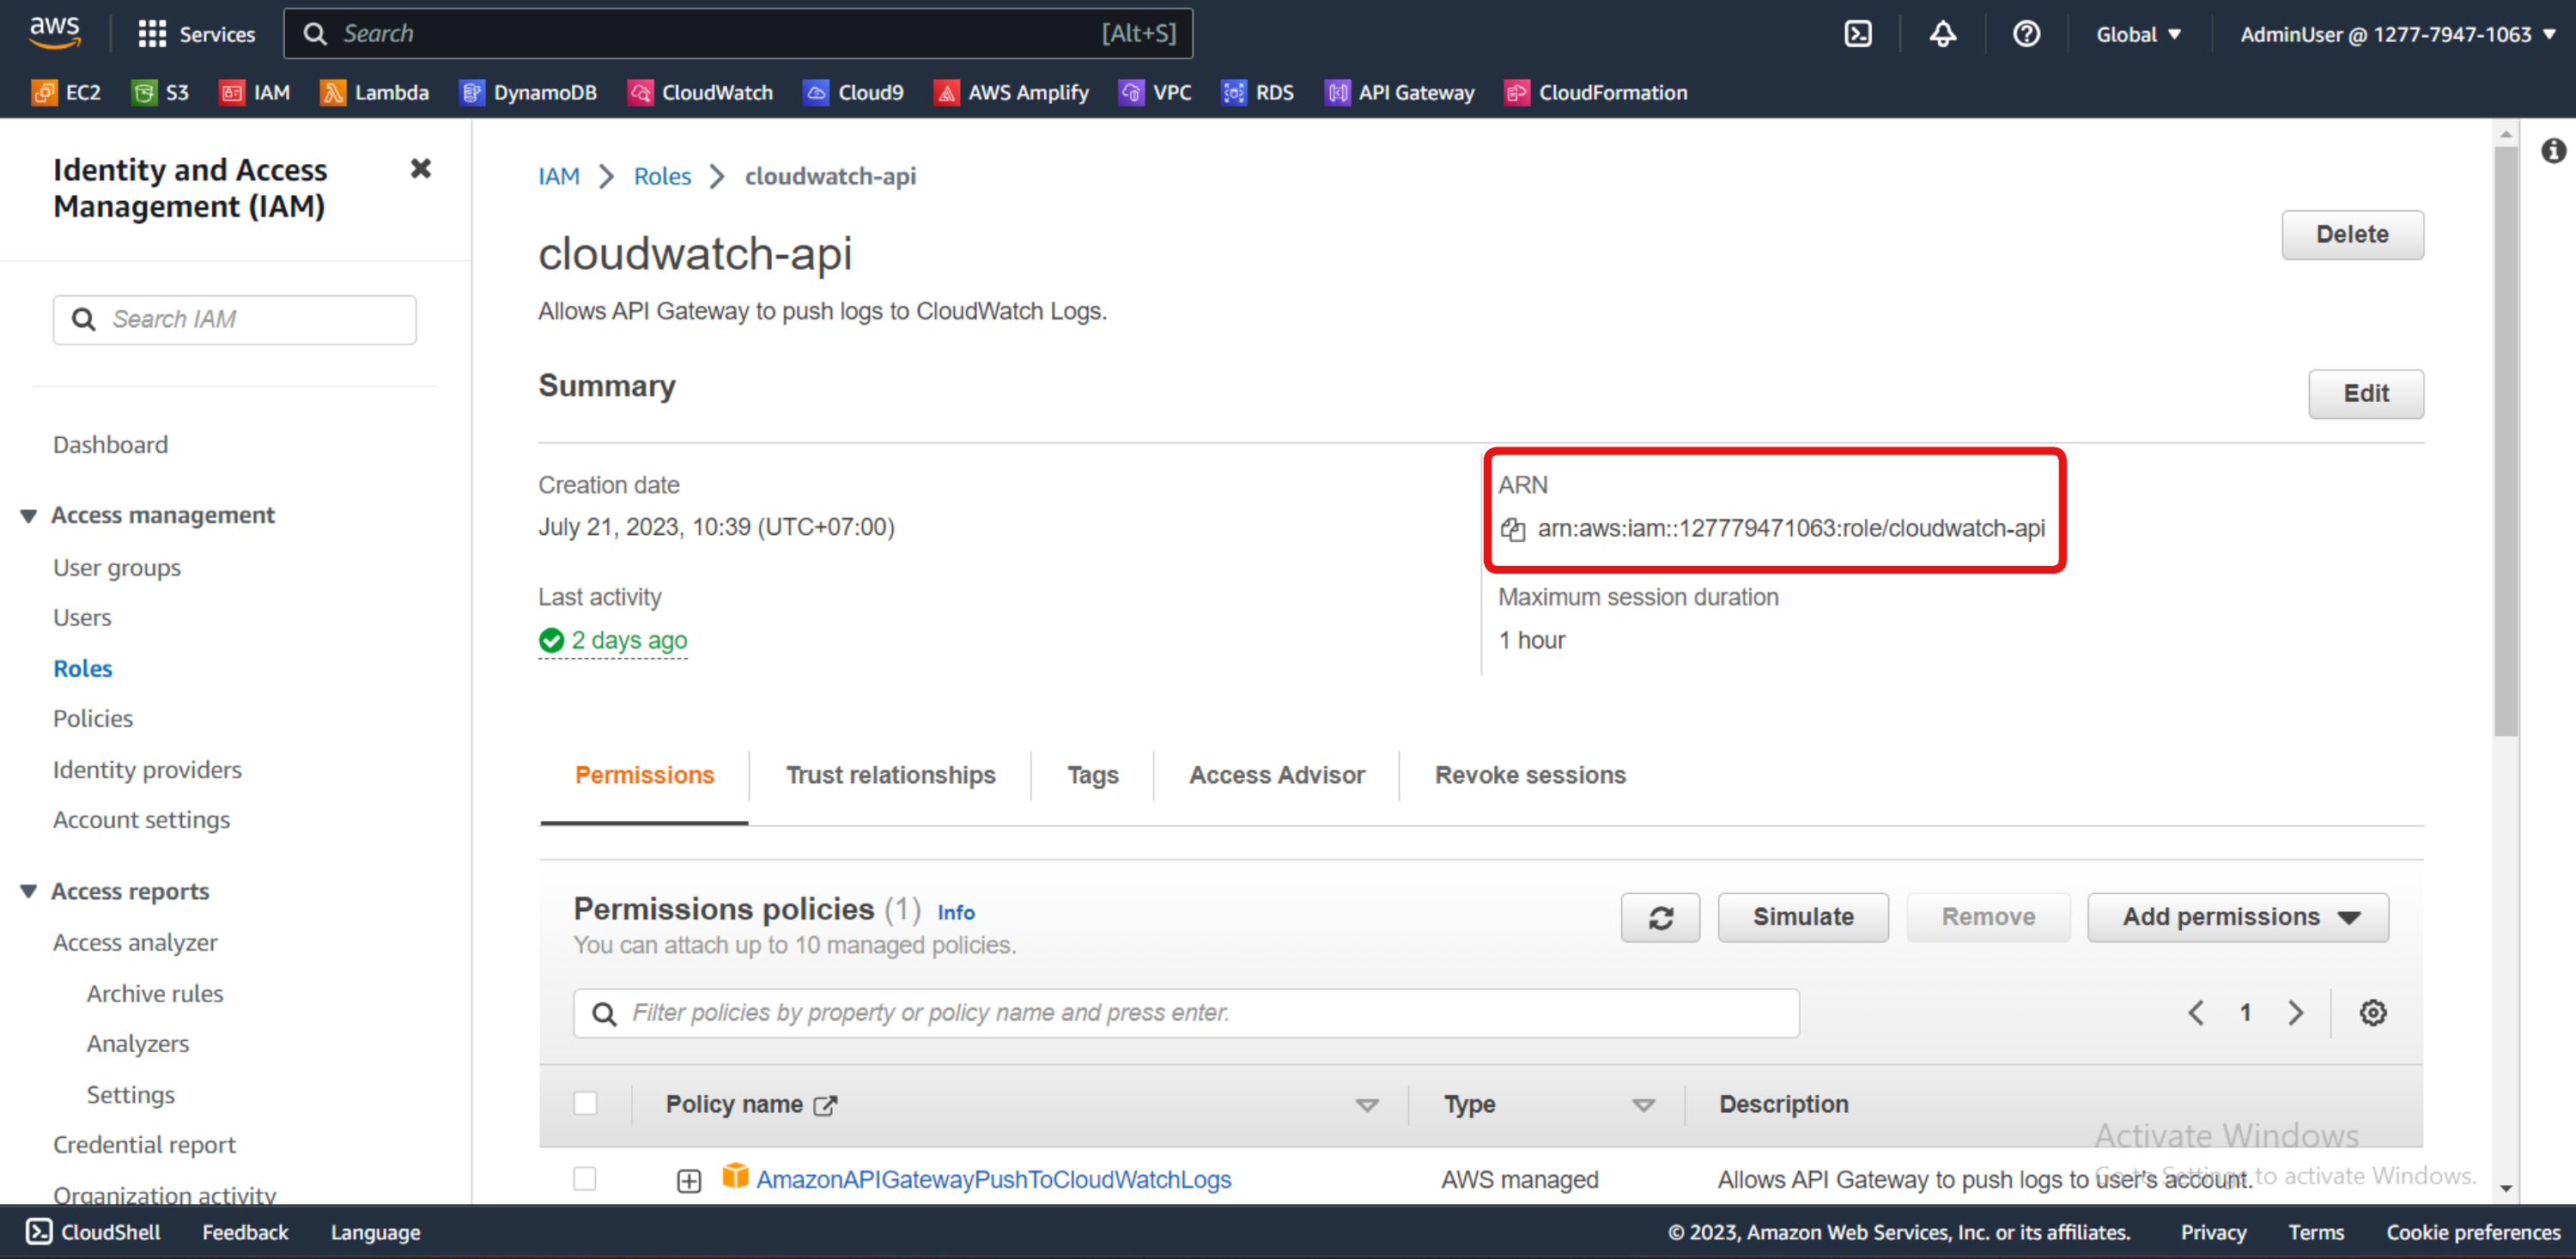 aws Services Search [Alt+S] Global AdminUser @ 1277-7947-1063
EC2 S3 IAM Lambda DynamoDB CloudWatch Cloud9 AWS Amplify VPC RDS API Gateway CloudFormation
Identity and Access
Management (IAM)
Search IAM
Dashboard
Access management
User groups
Users
Roles
Policies
Identity providers
Account settings
Access reports
Access analyzer
Archive rules
Analyzers
Settings
Credential report
Organization activity
IAM Roles cloudwatch-api
cloudwatch-api
Delete
Allows API Gateway to push logs to CloudWatch Logs.
Summary
Edit
Creation date
July 21, 2023, 10:39 (UTC+07:00)
ARN
arn:aws:iam::127779471063:role/cloudwatch-api
Last activity
2 days ago
Maximum session duration
1 hour
Permissions Trust relationships Tags Access Advisor Revoke sessions
Permissions policies (1) Info
You can attach up to 10 managed policies.
Simulate Remove Add permissions
Filter policies by property or policy name and press enter.
1
Policy name Type Description
AmazonAPIGatewayPushToCloudWatchLogs AWS managed Allows API Gateway to push logs to user's account.
Activate Windows
Go to Settings to activate Windows.
CloudShell Feedback Language © 2023, Amazon Web Services, Inc. or its affiliates. Privacy Terms Cookie preferences